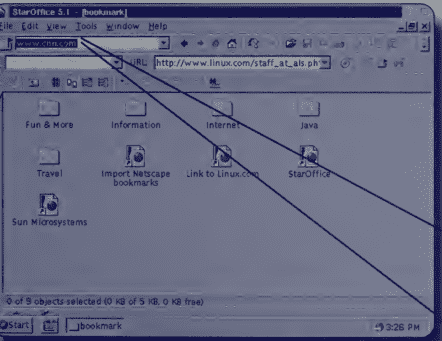 StarOffice 5.1 - [bookmark]
File Edit View Tools Window Help
www.cnn.com
URL http://www.linux.com/staff_at_als.ph
Fun & More Information Internet Java
Travel Import Netscape bookmarks Link to Linux.com StarOffice
Sun Microsystems
0 of 9 objects selected (0 KB of 5 KB, 0 KB free)
Start bookmark 3:26 PM